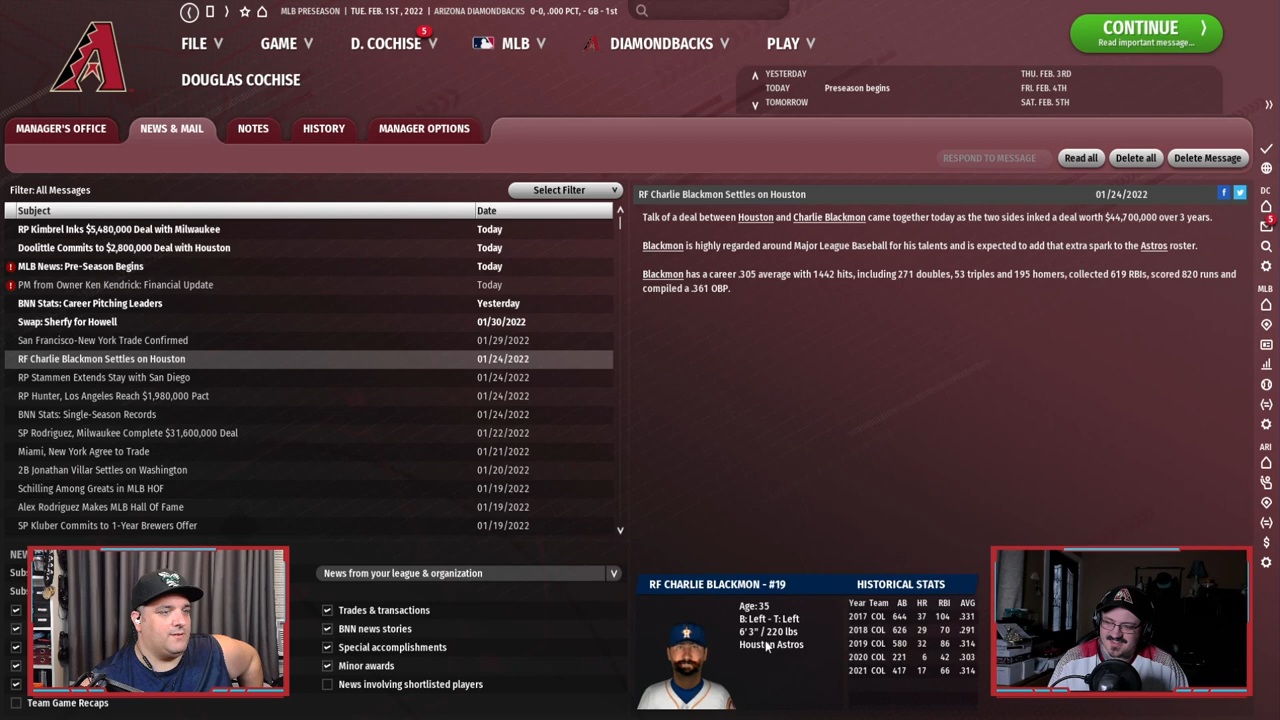 MLB PRESEASON | TUE. FEB. 1ST , 2022 | ARIZONA DIAMONDBACKS 0-0, .000 PCT, - GB - 1st
FILE GAME D. COCHISE 5 MLB DIAMONDBACKS PLAY
CONTINUE
Read important message...
DOUGLAS COCHISE
YESTERDAY THU. FEB. 3RD
TODAY Preseason begins FRI. FEB. 4TH
TOMORROW SAT. FEB. 5TH
MANAGER'S OFFICE NEWS & MAIL NOTES HISTORY MANAGER OPTIONS
RESPOND TO MESSAGE Read all Delete all Delete Message
Filter: All Messages Select Filter
Subject Date
RP Kimbrel Inks $5,480,000 Deal with Milwaukee Today
Doolittle Commits to $2,800,000 Deal with Houston Today
MLB News: Pre-Season Begins Today
PM from Owner Ken Kendrick: Financial Update Today
BNN Stats: Career Pitching Leaders Yesterday
Swap: Sherfy for Howell 01/30/2022
San Francisco-New York Trade Confirmed 01/29/2022
RF Charlie Blackmon Settles on Houston 01/24/2022
RP Stammen Extends Stay with San Diego 01/24/2022
RP Hunter, Los Angeles Reach $1,980,000 Pact 01/24/2022
BNN Stats: Single-Season Records 01/24/2022
SP Rodriguez, Milwaukee Complete $31,600,000 Deal 01/22/2022
Miami, New York Agree to Trade 01/21/2022
2B Jonathan Villar Settles on Washington 01/20/2022
Schilling Among Greats in MLB HOF 01/19/2022
Alex Rodriguez Makes MLB Hall Of Fame 01/19/2022
SP Kluber Commits to 1-Year Brewers Offer 01/19/2022
RF Charlie Blackmon Settles on Houston 01/24/2022
Talk of a deal between Houston and Charlie Blackmon came together today as the two sides inked a deal worth $44,700,000 over 3 years.
Blackmon is highly regarded around Major League Baseball for his talents and is expected to add that extra spark to the Astros roster.
Blackmon has a career .305 average with 1442 hits, including 271 doubles, 53 triples and 195 homers, collected 619 RBIs, scored 820 runs and
compiled a .361 OBP.
DC
5
MLB
ARI
$
NEW
Subs
Subs
News from your league & organization
Trades & transactions
BNN news stories
Special accomplishments
Minor awards
News involving shortlisted players
Team Game Recaps
RF CHARLIE BLACKMON - #19
Age: 35
B: Left - T: Left
6' 3" / 220 lbs
Houston Astros
HISTORICAL STATS
Year Team AB HR RBI AVG
2017 COL 644 37 104 .331
2018 COL 626 29 70 .291
2019 COL 580 32 86 .314
2020 COL 221 6 42 .303
2021 COL 417 17 66 .314